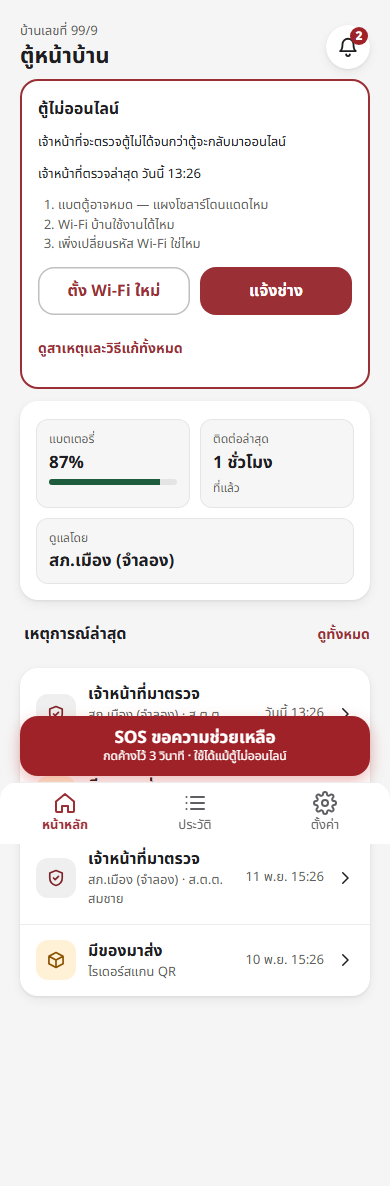 บ้านเลขที่ 99/9
ตู้หน้าบ้าน
2
ตู้ไม่ออนไลน์
เจ้าหน้าที่จะตรวจตู้ไม่ได้จนกว่าตู้จะกลับมาออนไลน์
เจ้าหน้าที่ตรวจล่าสุด วันนี้ 13:26
1. แบตตู้อาจหมด — แผงโซลาร์โดนแดดไหม
2. Wi-Fi บ้านใช้งานได้ไหม
3. เพิ่งเปลี่ยนรหัส Wi-Fi ใช่ไหม
ตั้ง Wi-Fi ใหม่
แจ้งช่าง
ดูสาเหตุและวิธีแก้ทั้งหมด
แบตเตอรี่
87%
ติดต่อล่าสุด
1 ชั่วโมง
ที่แล้ว
ดูแลโดย
สภ.เมือง (จำลอง)
เหตุการณ์ล่าสุด
ดูทั้งหมด
เจ้าหน้าที่มาตรวจ
สภ.เมือง (จำลอง) · ส.ต.ต.
วันนี้ 13:26
SOS ขอความช่วยเหลือ
กดค้างไว้ 3 วินาที · ใช้ได้แม้ตู้ไม่ออนไลน์
หน้าหลัก
ประวัติ
ตั้งค่า
เจ้าหน้าที่มาตรวจ
สภ.เมือง (จำลอง) · ส.ต.ต.
สมชาย
11 พ.ย. 15:26
มีของมาส่ง
ไรเดอร์สแกน QR
10 พ.ย. 15:26